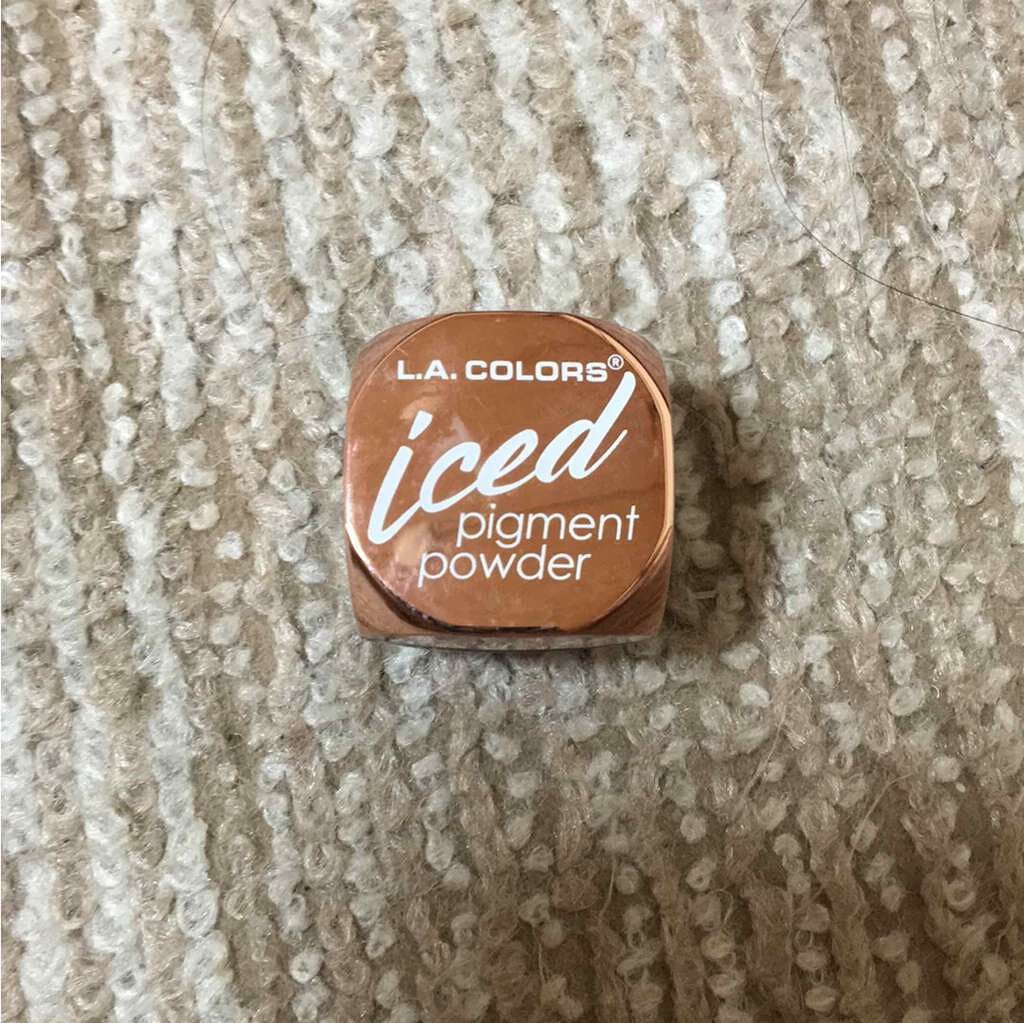 L.A. COLORS®
iced
pigment
powder